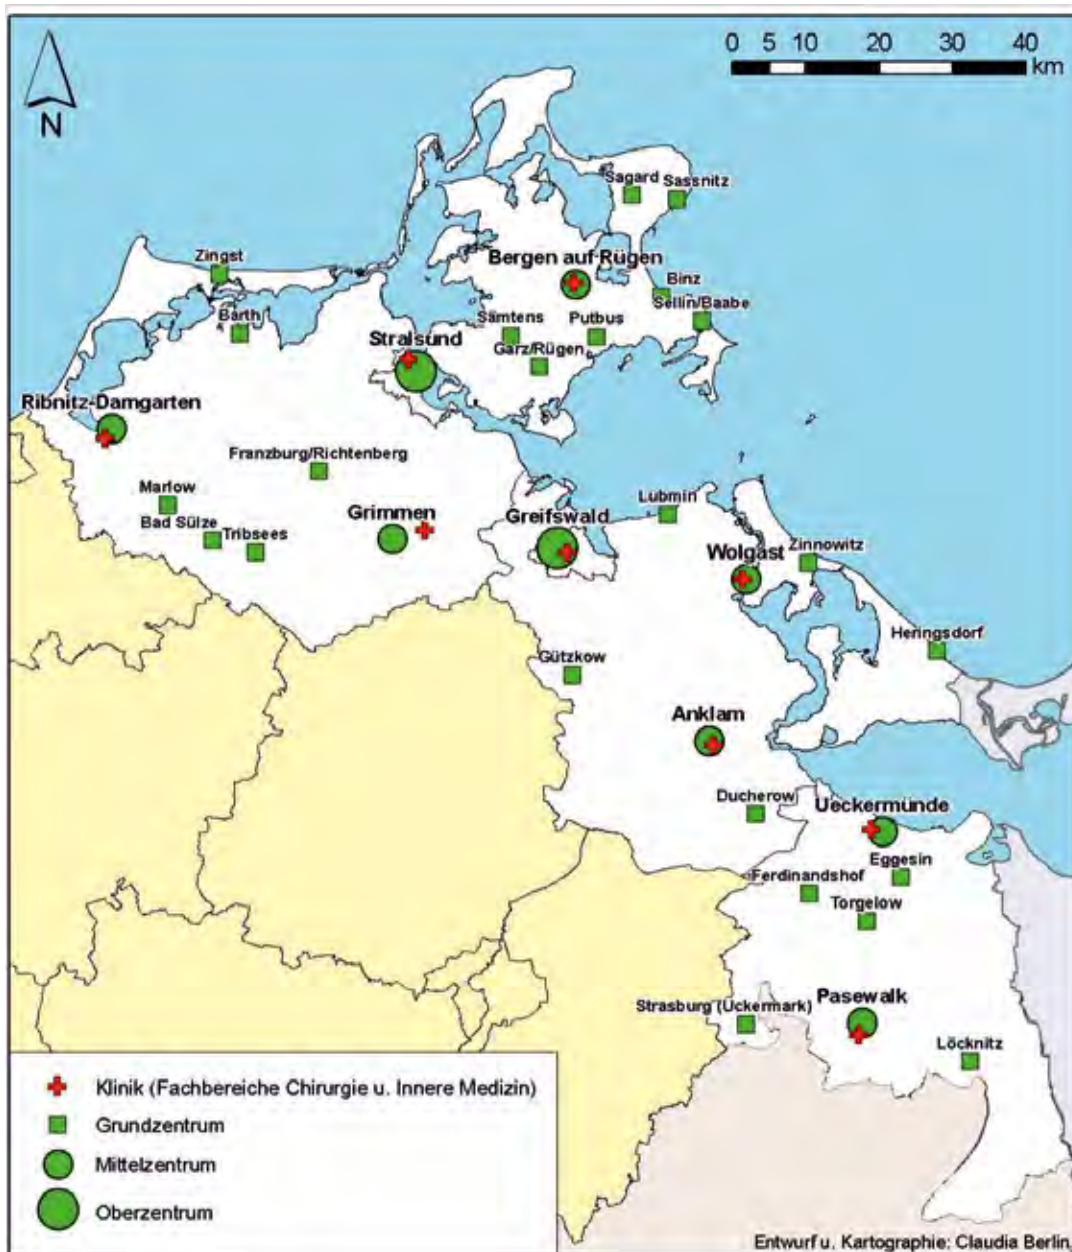 0 5 10 20 30 40
km
N
Sagard
Sassnitz
Zingst
Bergen auf Rügen
Binz
Sellin/Baabe
Barth
Samtens
Putbus
Stralsund
Garz/Rügen
Ribnitz-Damgarten
Franzburg/Richtenberg
Marlow
Lubmin
Grimmen
Greifswald
Bad Sülze
Tribsees
Wolgast
Zinnowitz
Heringsdorf
Gützkow
Anklam
Ducherow
Ueckermünde
Eggesin
Ferdinandshof
Torgelow
Strasburg (Uckermark)
Pasewalk
Löcknitz
Klinik (Fachbereiche Chirurgie u. Innere Medizin)
Grundzentrum
Mittelzentrum
Oberzentrum
Entwurf u. Kartographie: Claudia Berlin